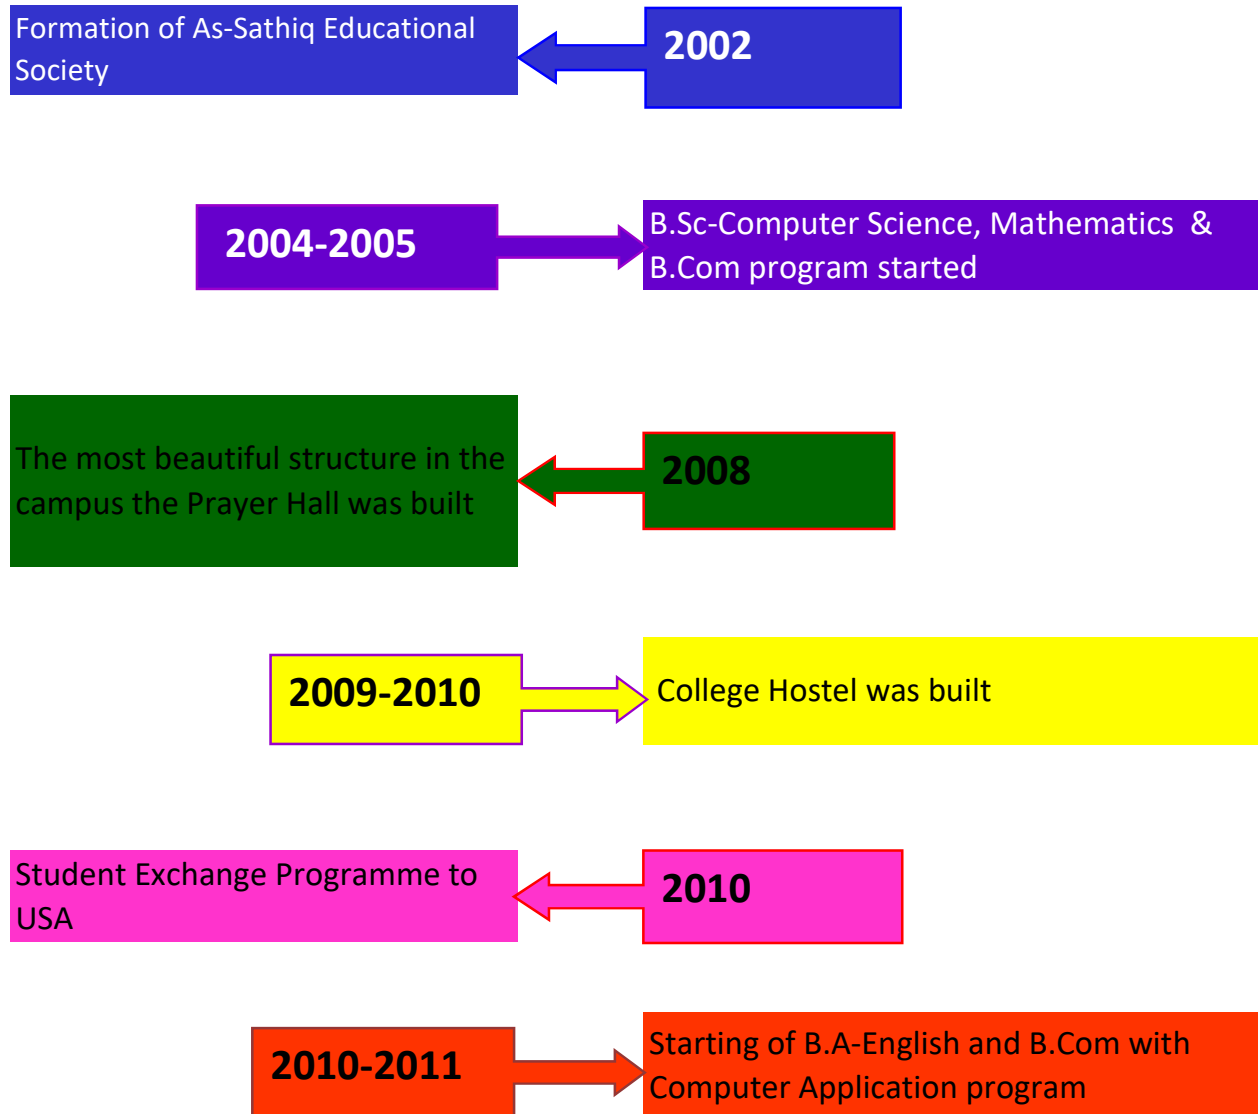 Formation of As-Sathiq Educational
Society
2002
2004-2005
B.Sc-Computer Science, Mathematics  &
B.Com program started
The most beautiful structure in the
campus the Prayer Hall was built
2008
2009-2010
College Hostel was built
Student Exchange Programme to
USA
2010
2010-2011
Starting of B.A-English and B.Com with
Computer Application program